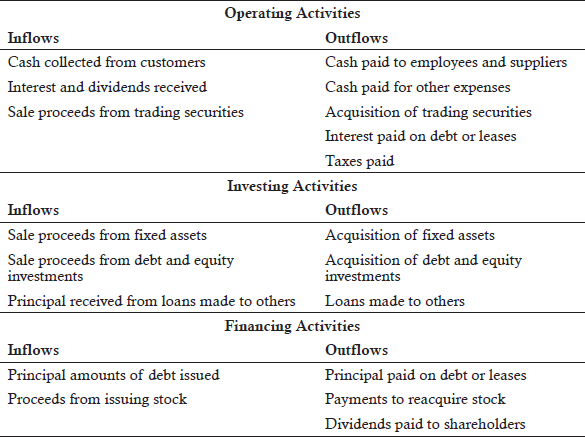 Operating Activities
Inflows Outflows
Cash collected from customers Cash paid to employees and suppliers
Interest and dividends received Cash paid for other expenses
Sale proceeds from trading securities Acquisition of trading securities
Interest paid on debt or leases
Taxes paid
Investing Activities
Inflows Outflows
Sale proceeds from fixed assets Acquisition of fixed assets
Sale proceeds from debt and equity Acquisition of debt and equity
investments investments
Principal received from loans made to others Loans made to others
Financing Activities
Inflows Outflows
Principal amounts of debt issued Principal paid on debt or leases
Proceeds from issuing stock Payments to reacquire stock
Dividends paid to shareholders